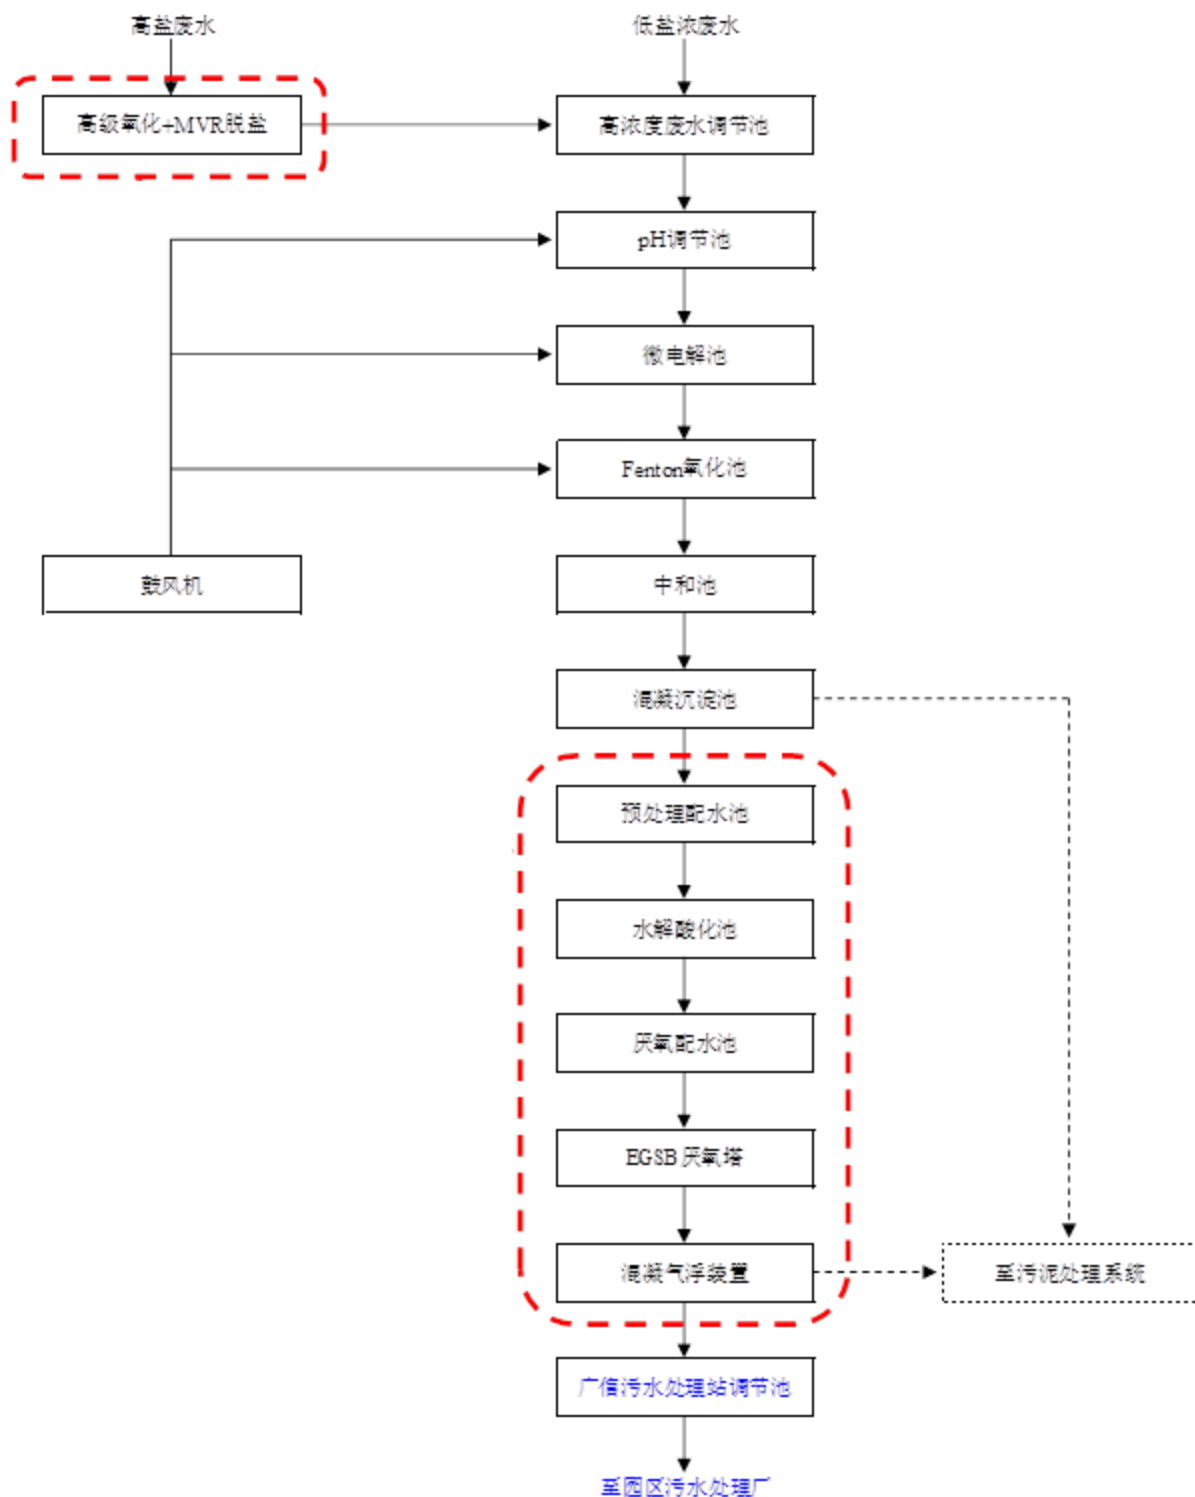 高盐废水
低盐浓废水
高级氧化+MVR脱盐
高浓度废水调节池
pH调节池
微电解池
Fenton氧化池
鼓风机
中和池
混凝沉淀池
预处理配水池
水解酸化池
厌氧配水池
EGSB厌氧塔
混凝气浮装置
至污泥处理系统
广信污水处理站调节池
至园区污水处理厂